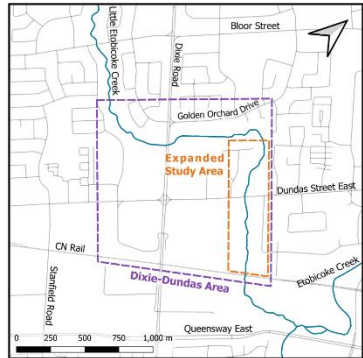 Bloor Street
Little Etobicoke Creek
Dixie Road
Golden Orchard Drive
Expanded
Study Area
Dundas Street East
CN Rail
Etobicoke Creek
Dixie-Dundas Area
Stanfield Road
Queensway East
0 250 500 1,000 m